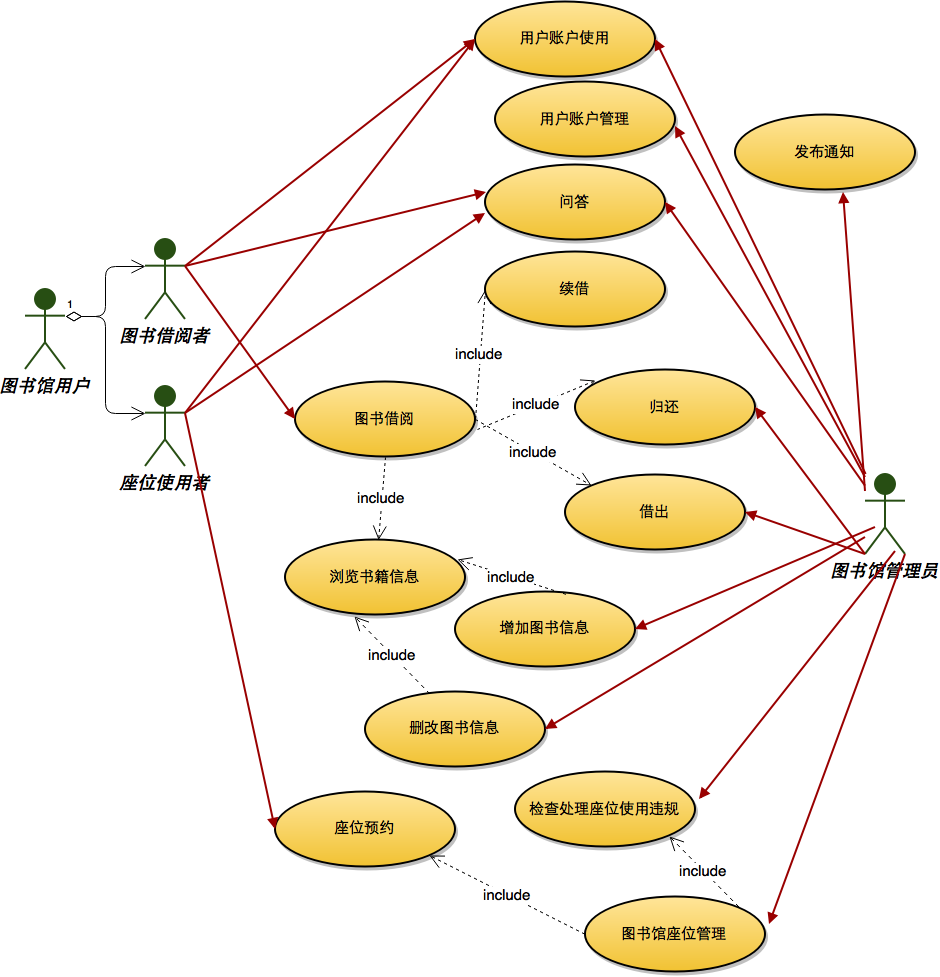 用户账户使用
用户账户管理
发布通知
问答
续借
1
图书借阅者
include
图书馆用户
归还
include
图书借阅
include
座位使用者
include
借出
图书馆管理员
浏览书籍信息
include
增加图书信息
include
删改图书信息
检查处理座位使用违规
座位预约
include
include
图书馆座位管理